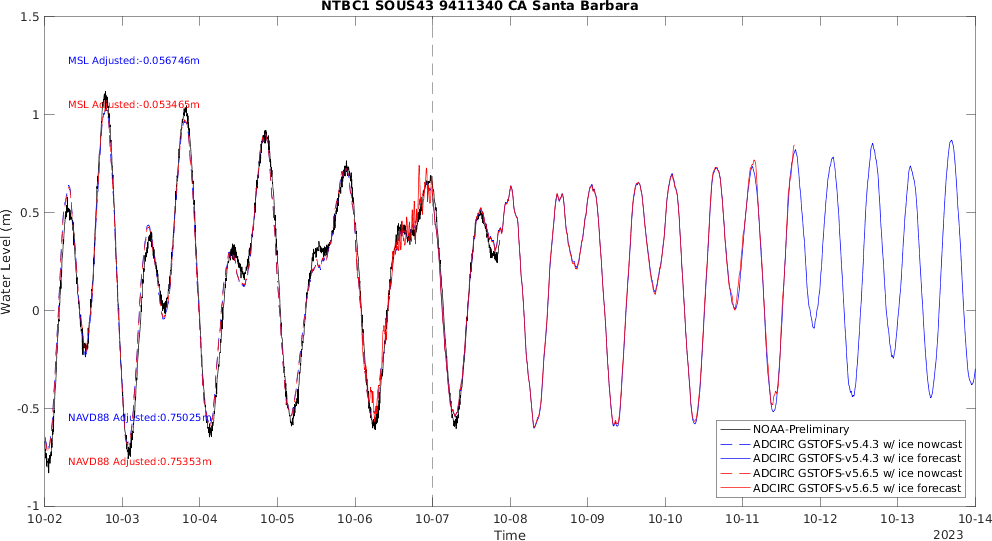 NTBC1 SOUS43 9411340 CA Santa Barbara
1.5
MSL Adjusted:-0.056746m
MSL Adjusted:-0.053465m
1
0.5
Water Level (m)
0
-0.5
NAVD88 Adjusted:0.75025m
NAVD88 Adjusted:0.75353m
-1
NOAA-Preliminary
ADCIRC GSTOFS-v5.4.3 w/ ice nowcast
ADCIRC GSTOFS-v5.4.3 w/ ice forecast
ADCIRC GSTOFS-v5.6.5 w/ ice nowcast
ADCIRC GSTOFS-v5.6.5 w/ ice forecast
10-02 10-03 10-04 10-05 10-06 10-07 10-08 10-09 10-10 10-11 10-12 10-13 10-14
Time
2023